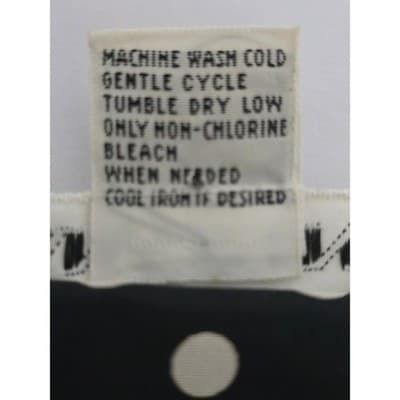 MACHINE WASH COLD
GENTLE CYCLE
TUMBLE DRY LOW
ONLY NON-CHLORINE
BLEACH
WHEN NEEDED
COOL IRON IF DESIRED